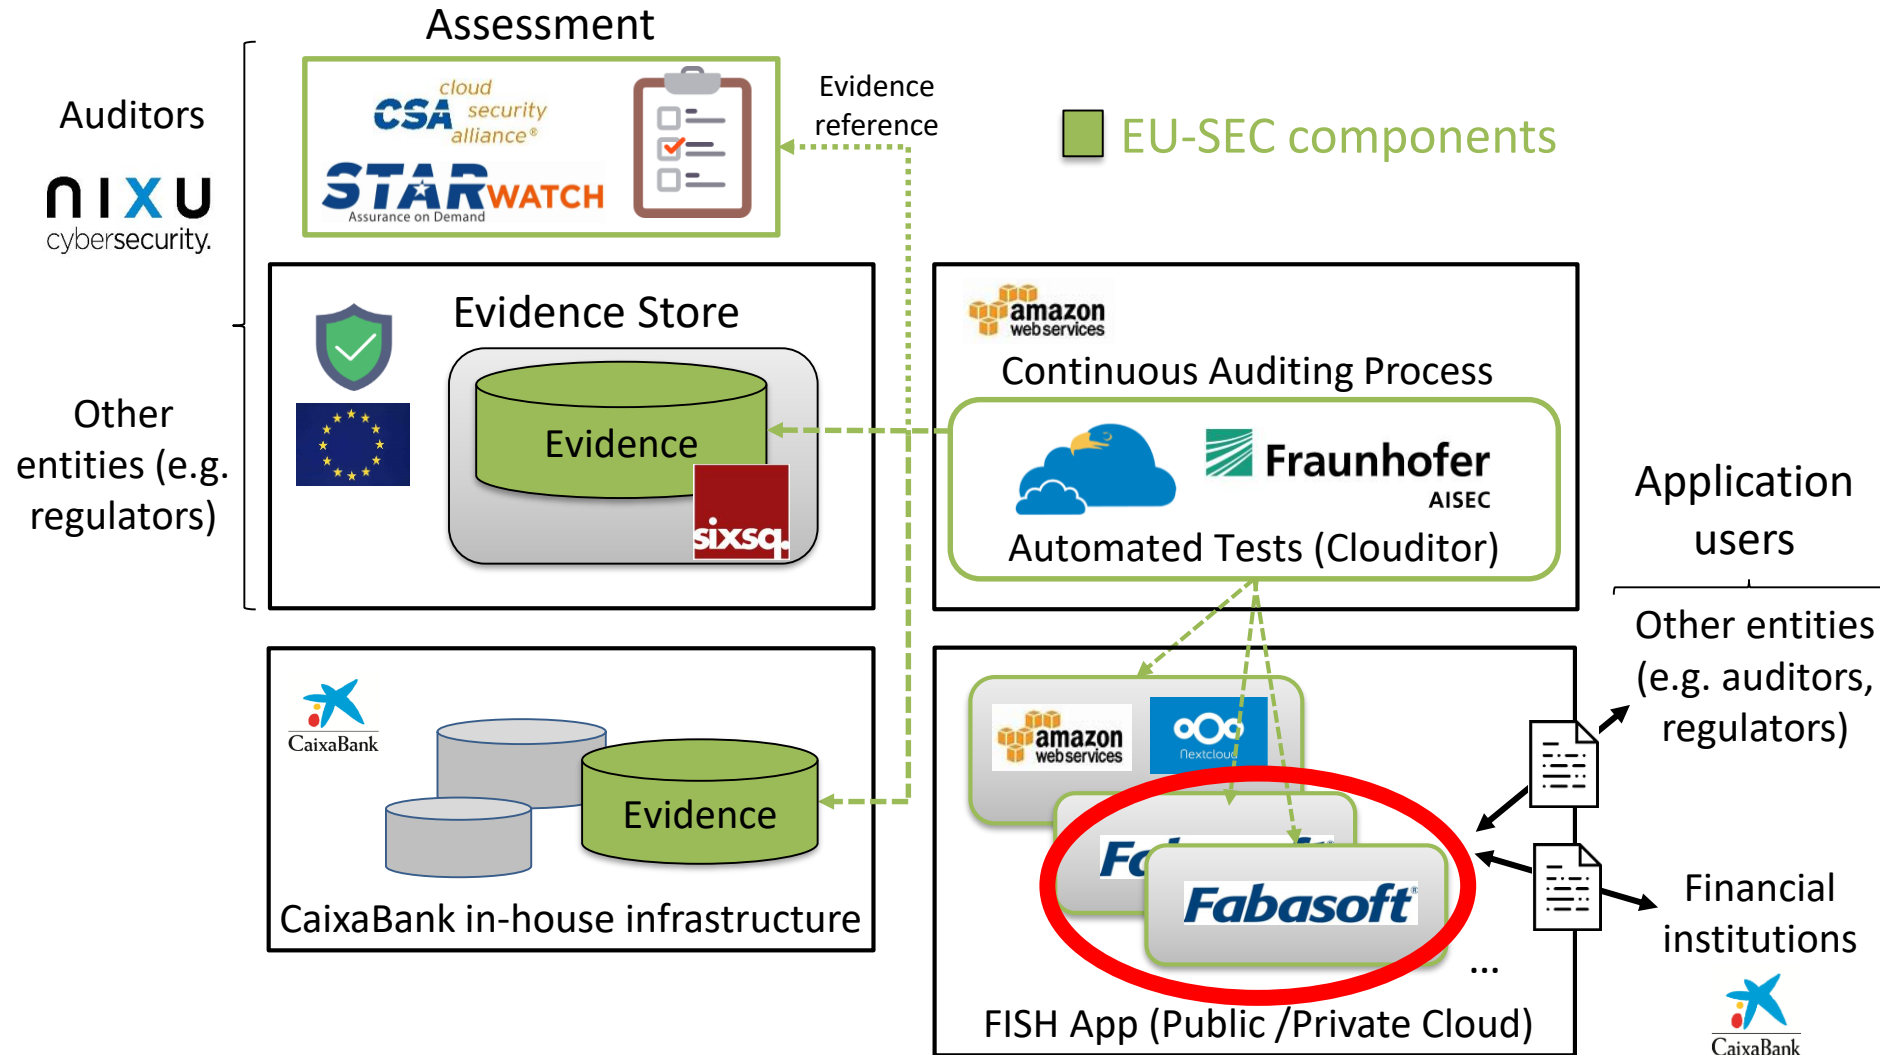 Assessment
Auditors
nixu
cybersecurity.
cloud
CSA security
alliance®
STARWATCH
Assurance on Demand
Evidence
reference
EU-SEC components
Other
entities (e.g.
regulators)
Evidence Store
Evidence
sixsq.
amazon
web services
Continuous Auditing Process
Fraunhofer
AISEC
Automated Tests (Clouditor)
Application
users
Other entities
(e.g. auditors,
regulators)
CaixaBank
Evidence
CaixaBank in-house infrastructure
amazon
web services
Nextcloud
Fabasoft®
...
FISH App (Public /Private Cloud)
Financial
institutions
CaixaBank